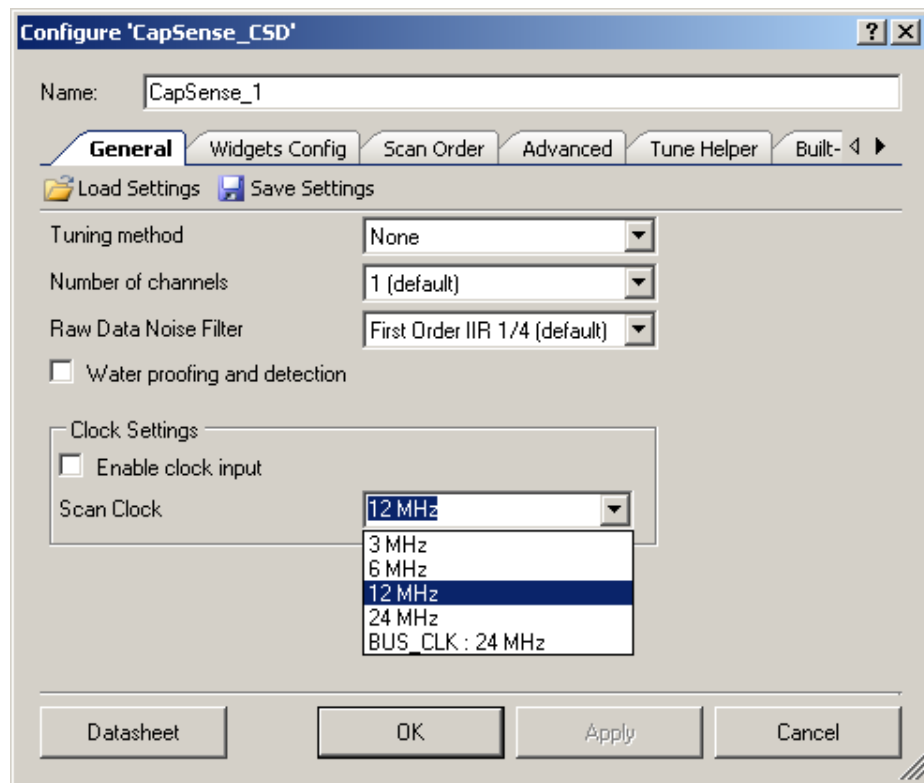 Configure 'CapSense_CSD'
Name: CapSense_1
General Widgets Config Scan Order Advanced Tune Helper Built-
Load Settings Save Settings
Tuning method None
Number of channels 1 (default)
Raw Data Noise Filter First Order IIR 1/4 (default)
Water proofing and detection
Clock Settings
Enable clock input
Scan Clock 12 MHz
3 MHz
6 MHz
12 MHz
24 MHz
BUS_CLK : 24 MHz
Datasheet OK Apply Cancel